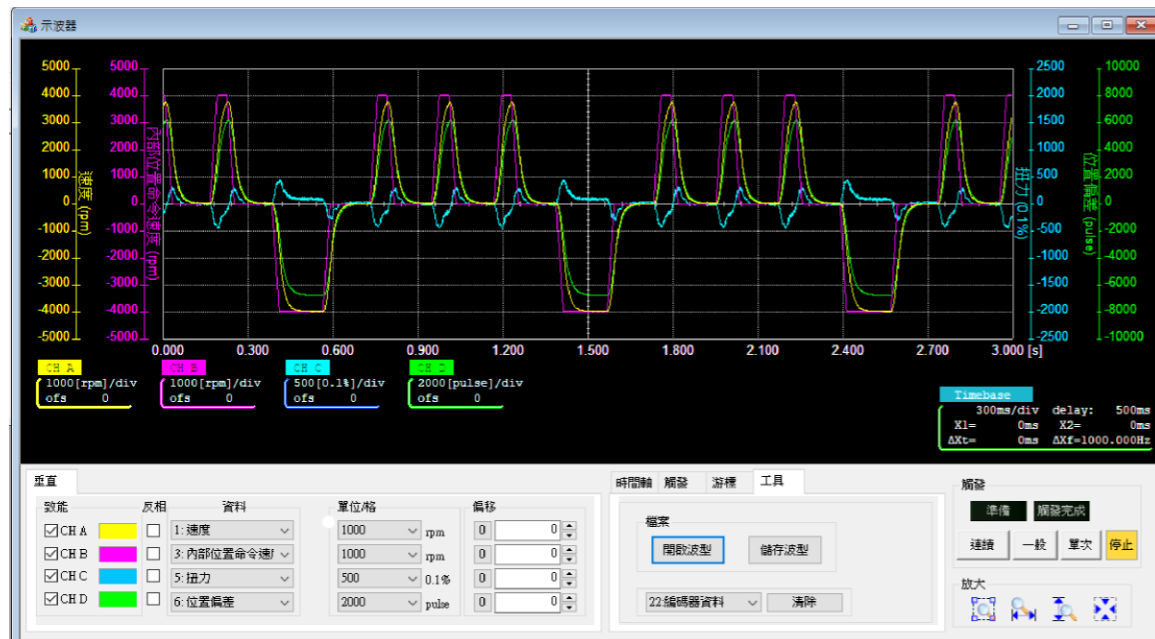 示波器
5000 5000 2500 10000
4000 4000 2000 8000
3000 3000 1500 6000
2000 2000 1000 4000
1000 1000 500 2000
0 0 0 0
-1000 -1000 -500 -2000
-2000 -2000 -1000 -4000
-3000 -3000 -1500 -6000
-4000 -4000 -2000 -8000
-5000 -5000 -2500 -10000
速度 (rpm)
內部位置命令速度 (rpm)
扭力(0.1%)
位置偏差 (pulse)
0.000 0.300 0.600 0.900 1.200 1.500 1.800 2.100 2.400 2.700 3.000 [s]
CH A CH B CH C CH D
1000[rpm]/div 1000[rpm]/div 500[0.1%]/div 2000[pulse]/div
ofs 0 ofs 0 ofs 0 ofs 0
Timebase
300ms/div delay: 500ms
X1= 0ms X2= 0ms
ΔXt= 0ms ΔXf=1000.000Hz
垂直
致能 反相 資料 單位/格 偏移
CH A 1: 速度 1000 rpm 0 0
CH B 3: 內部位置命令速 1000 rpm 0 0
CH C 5: 扭力 500 0.1% 0 0
CH D 6: 位置偏差 2000 pulse 0 0
時間軸 觸發 游標 工具
檔案
開啟波型 儲存波型
22:編碼器資料 清除
觸發
準備 觸發完成
連續 一般 單次 停止
放大